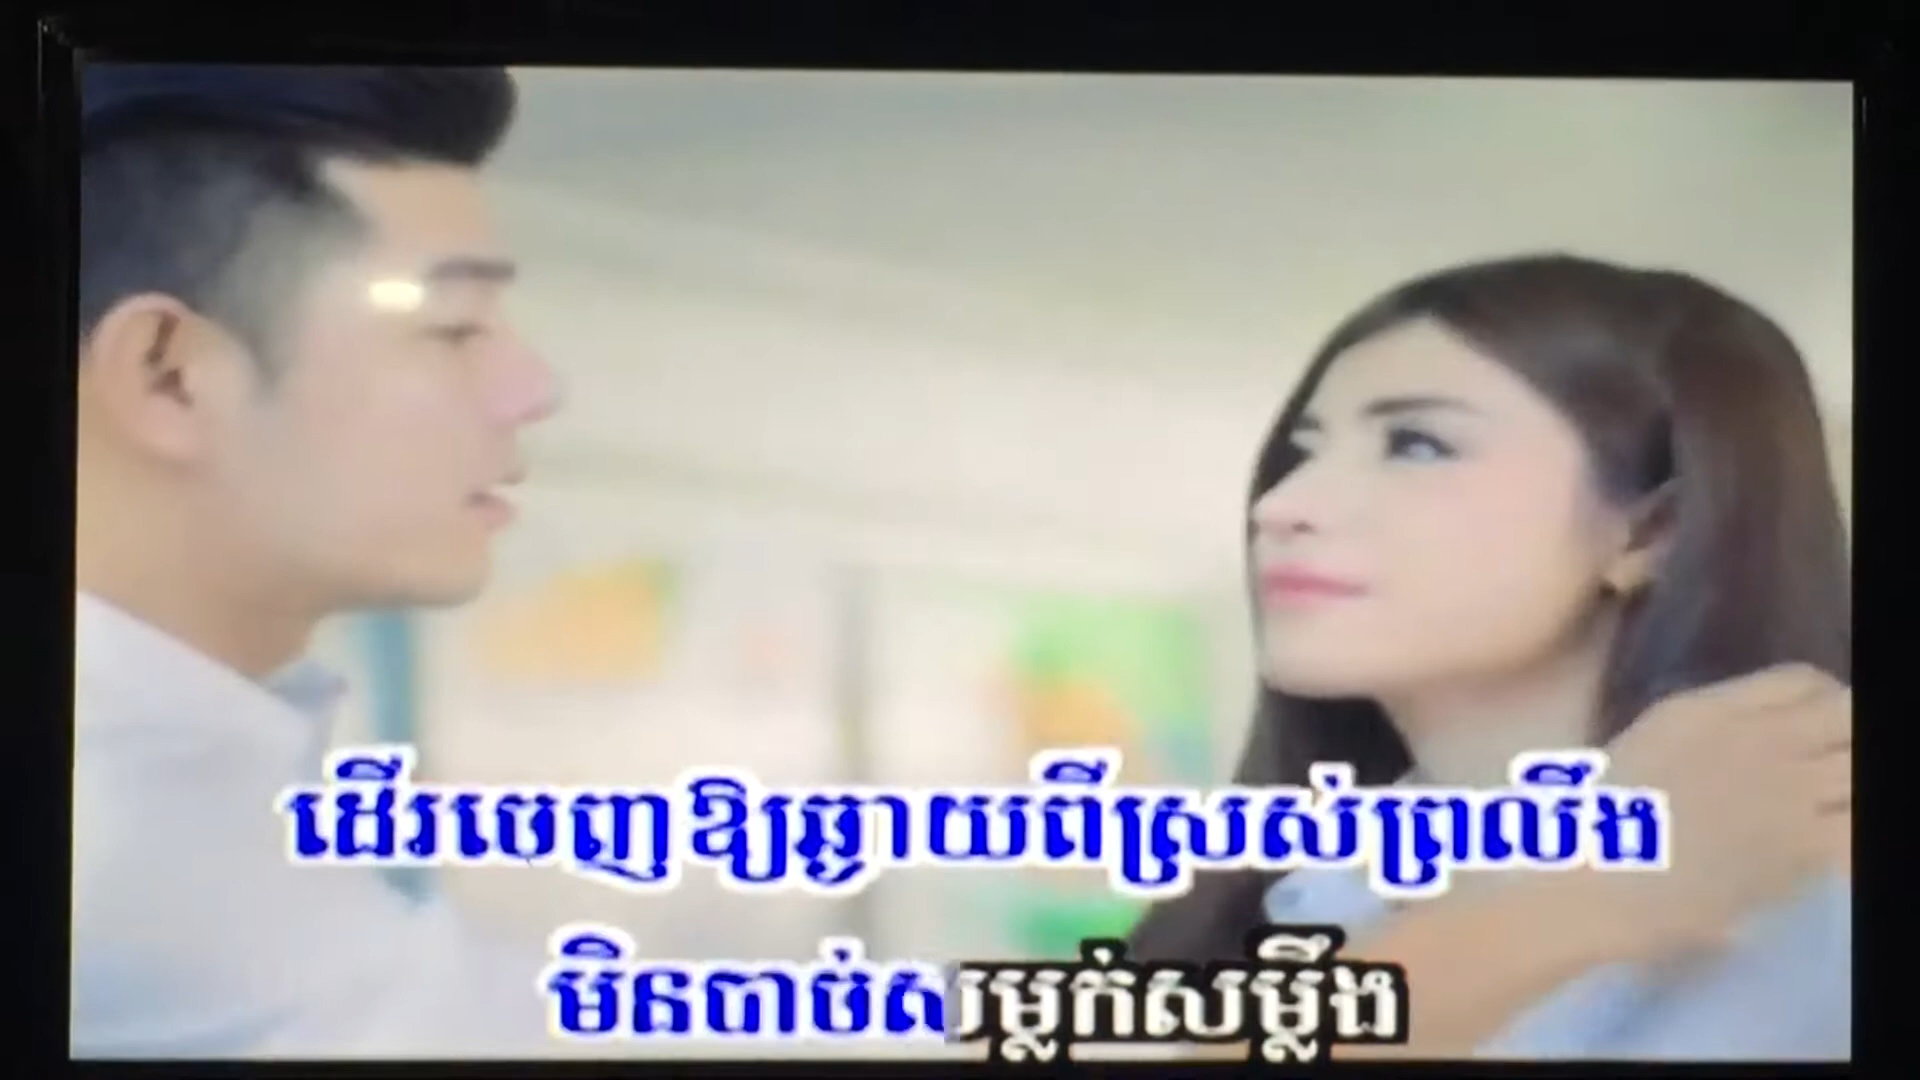 ដើរចេញឱ្យឆ្ងាយពីស្រស់ព្រលឹង
មិនបាច់សម្លក់សម្លឹង